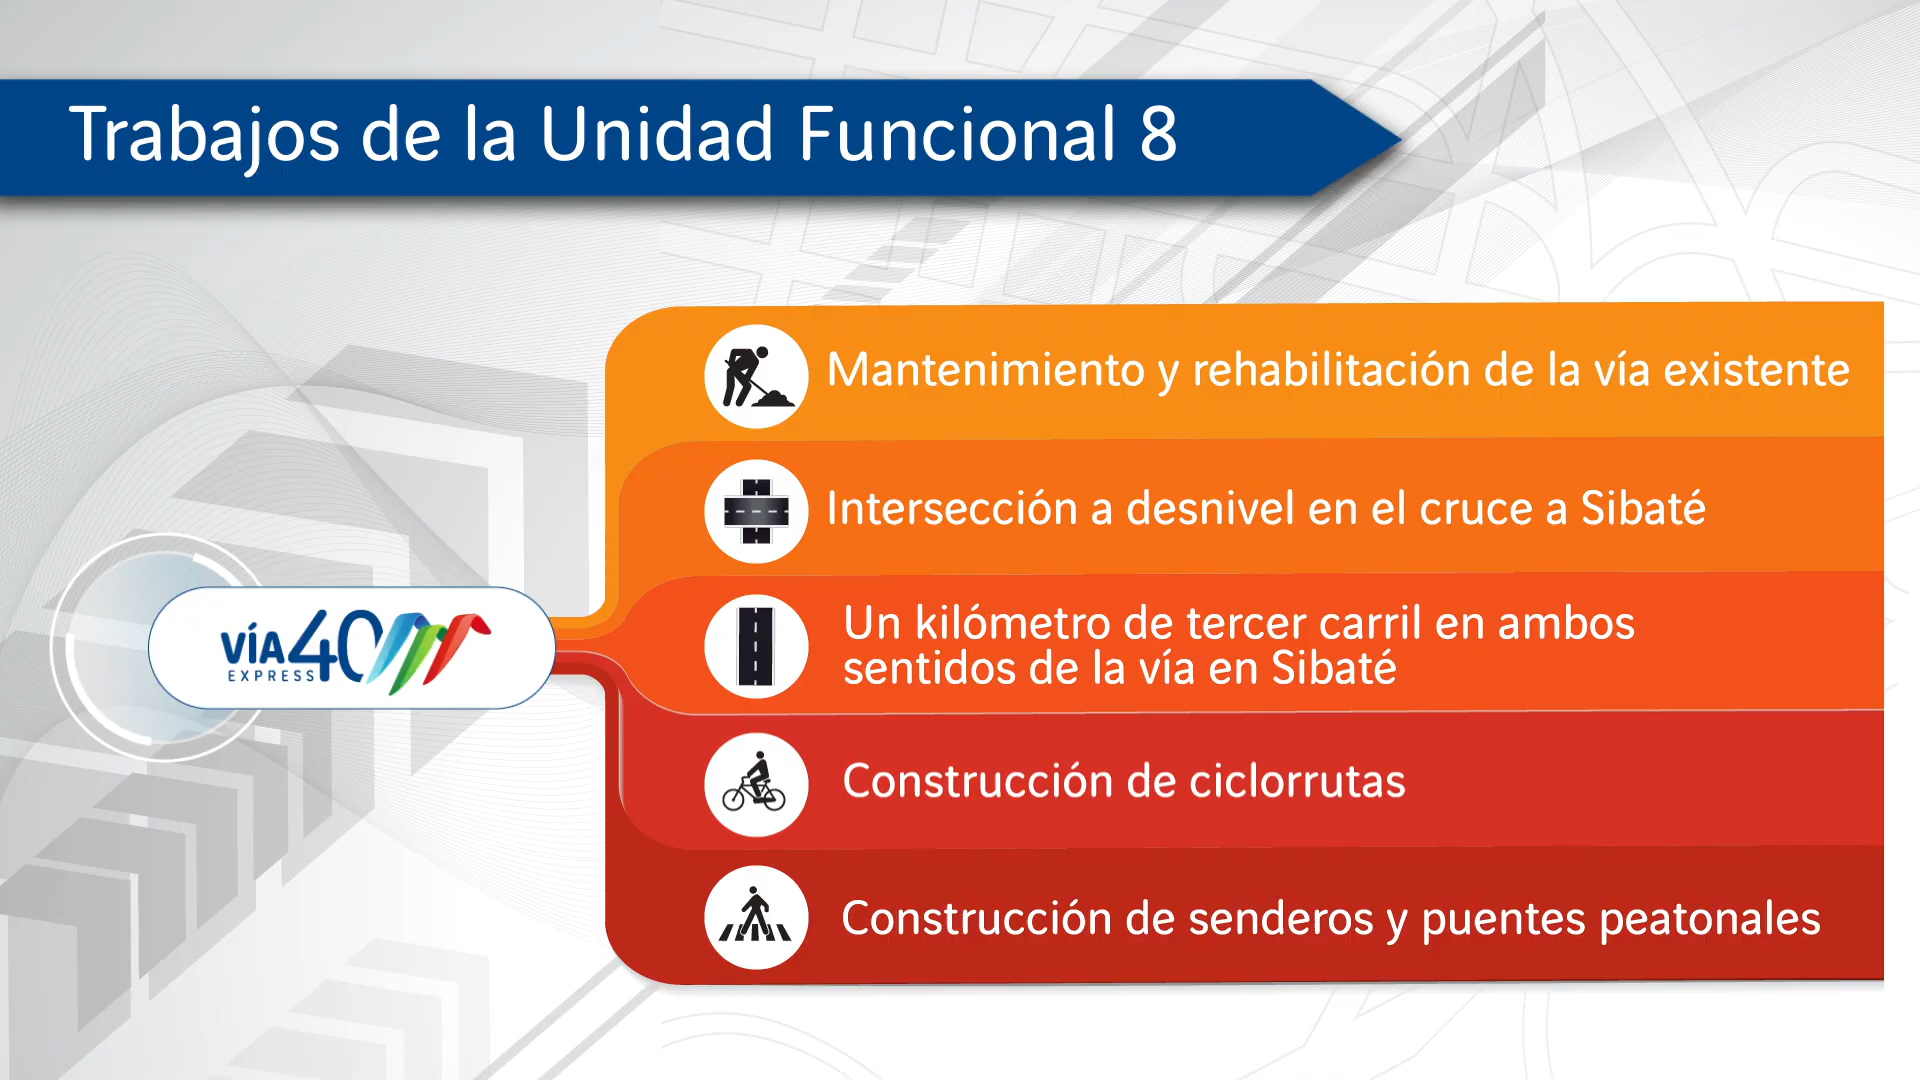 Trabajos de la Unidad Funcional 8
Mantenimiento y rehabilitación de la vía existente
Intersección a desnivel en el cruce a Sibaté
Un kilómetro de tercer carril en ambos
sentidos de la vía en Sibaté
Construcción de ciclorrutas
Construcción de senderos y puentes peatonales
VÍA40
EXPRESS